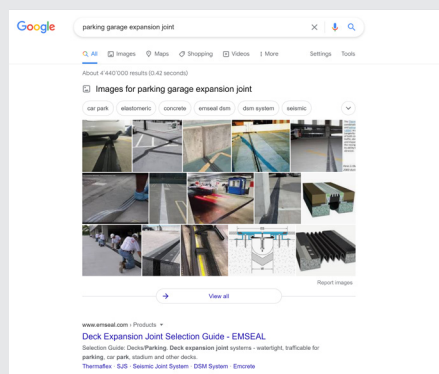 Google
parking garage expansion joint
All Images Maps Shopping Videos More Settings Tools
About 4'440'000 results (0.42 seconds)
Images for parking garage expansion joint
car park elastomeric concrete emseal dsm dsm system seismic
Report images
→ View all
www.emseal.com › Products
Deck Expansion Joint Selection Guide - EMSEAL
Selection Guide: Decks/Parking. Deck expansion joint systems - watertight, trafficable for
parking, car park, stadium and other decks.
Thermaflex · SJS - Seismic Joint System · DSM System · Emcrete